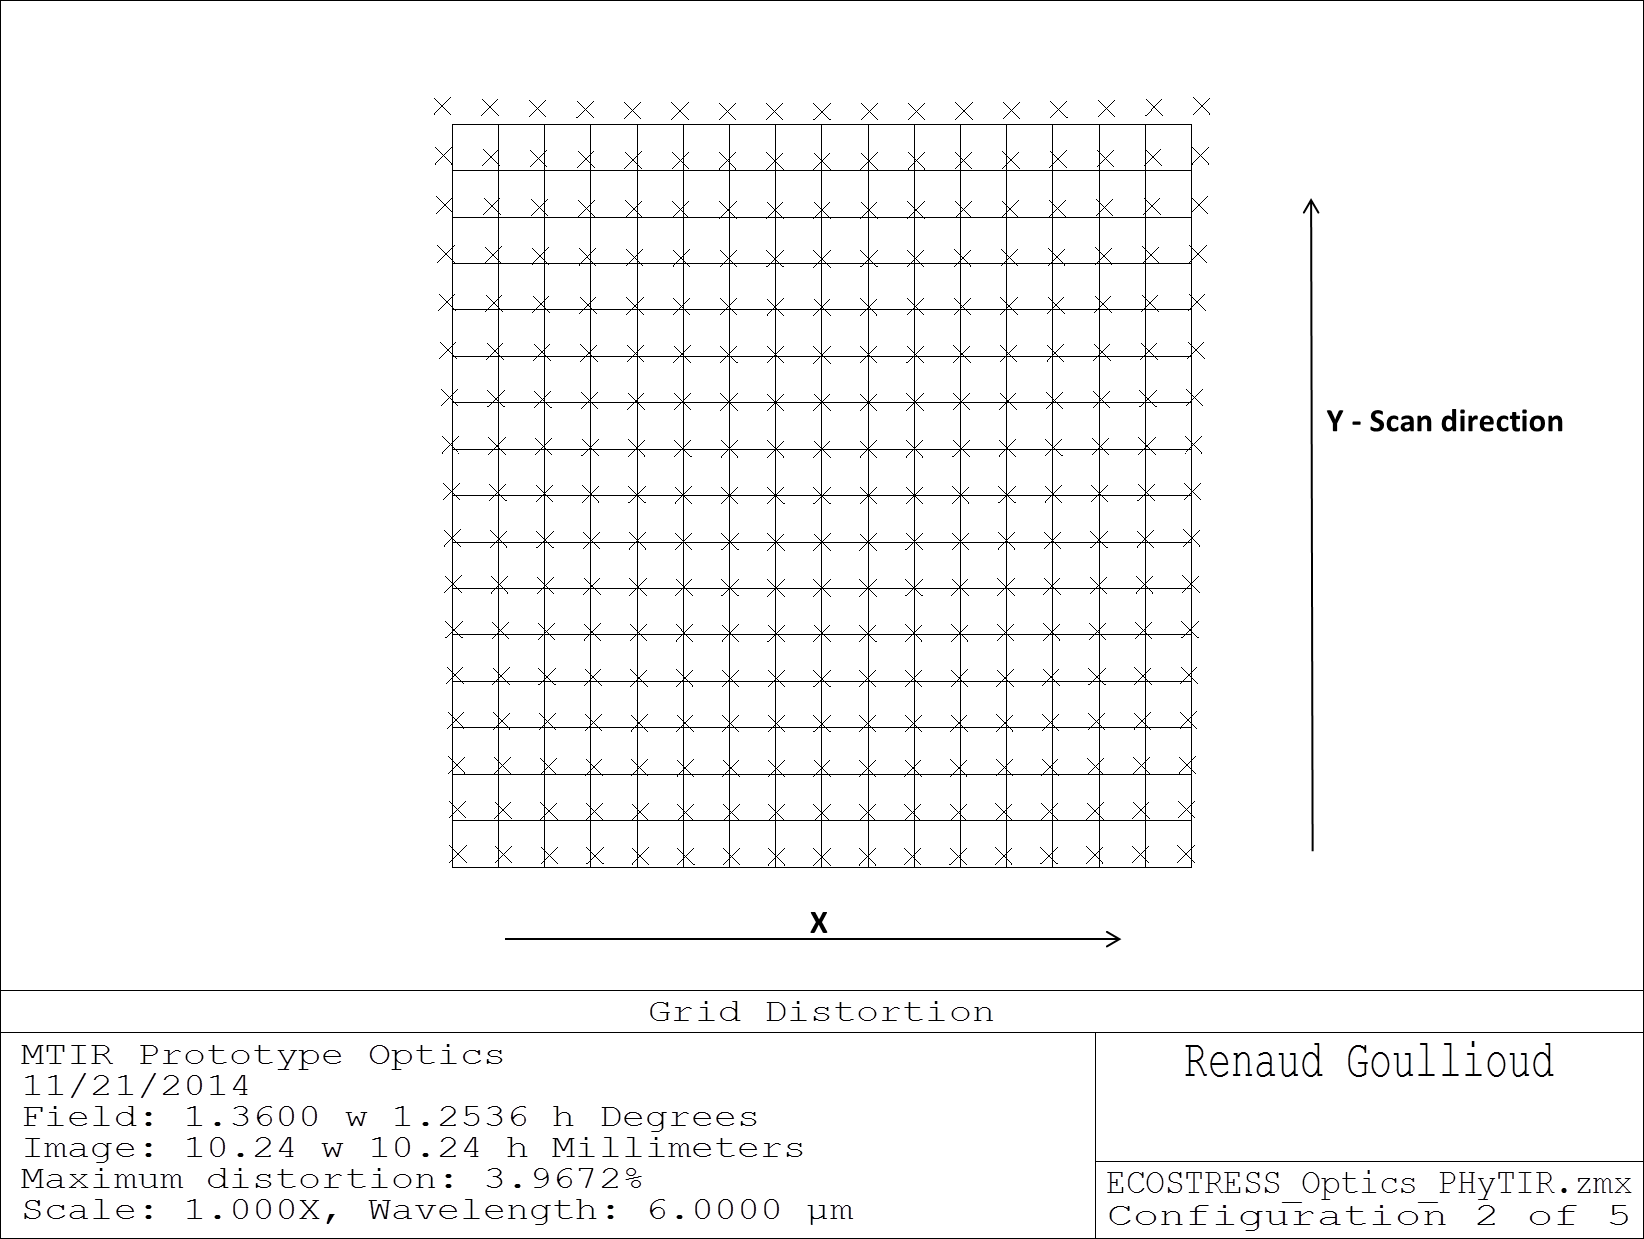 Y - Scan direction
X
Grid Distortion
MTIR Prototype Optics
11/21/2014
Field: 1.3600 w 1.2536 h Degrees
Image: 10.24 w 10.24 h Millimeters
Maximum distortion: 3.9672%
Scale: 1.000X, Wavelength: 6.0000 µm
Renaud Goullioud
ECOSTRESS_Optics_PHyTIR.zmx
Configuration 2 of 5